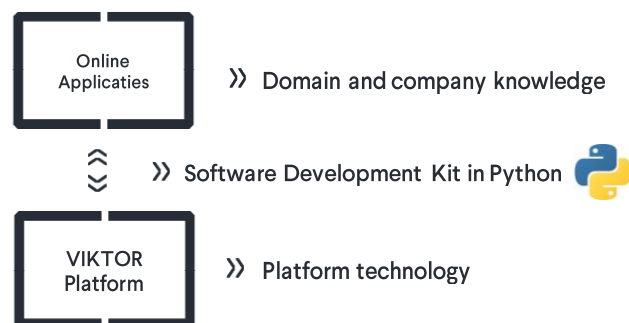 Online
Applicaties
Domain and company knowledge
Software Development Kit in Python
VIKTOR
Platform
Platform technology